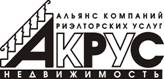 АЛЬЯНС КОМПАНИЙ
РИЭЛТОРСКИХ УСЛУГ
АКРУС
НЕДВИЖИМОСТЬ